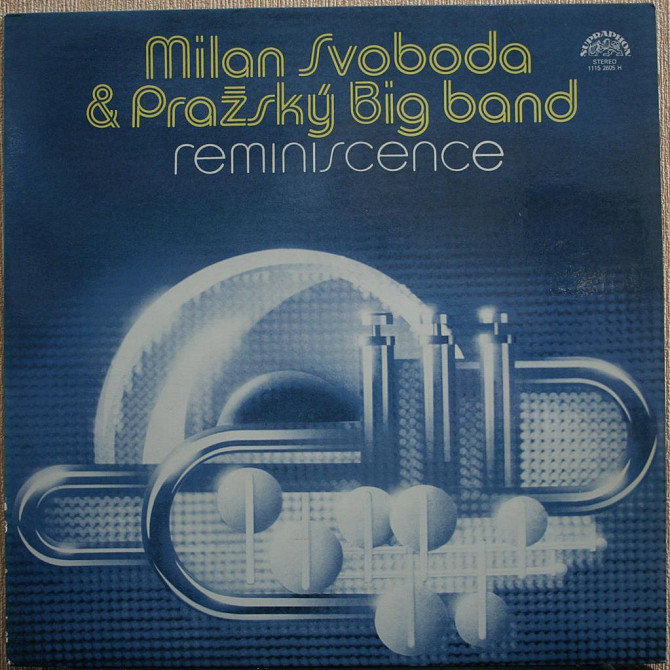 Milan Svoboda
& Pražský Big band
reminiscence
SUPRAPHON
STEREO
1115 2605 H